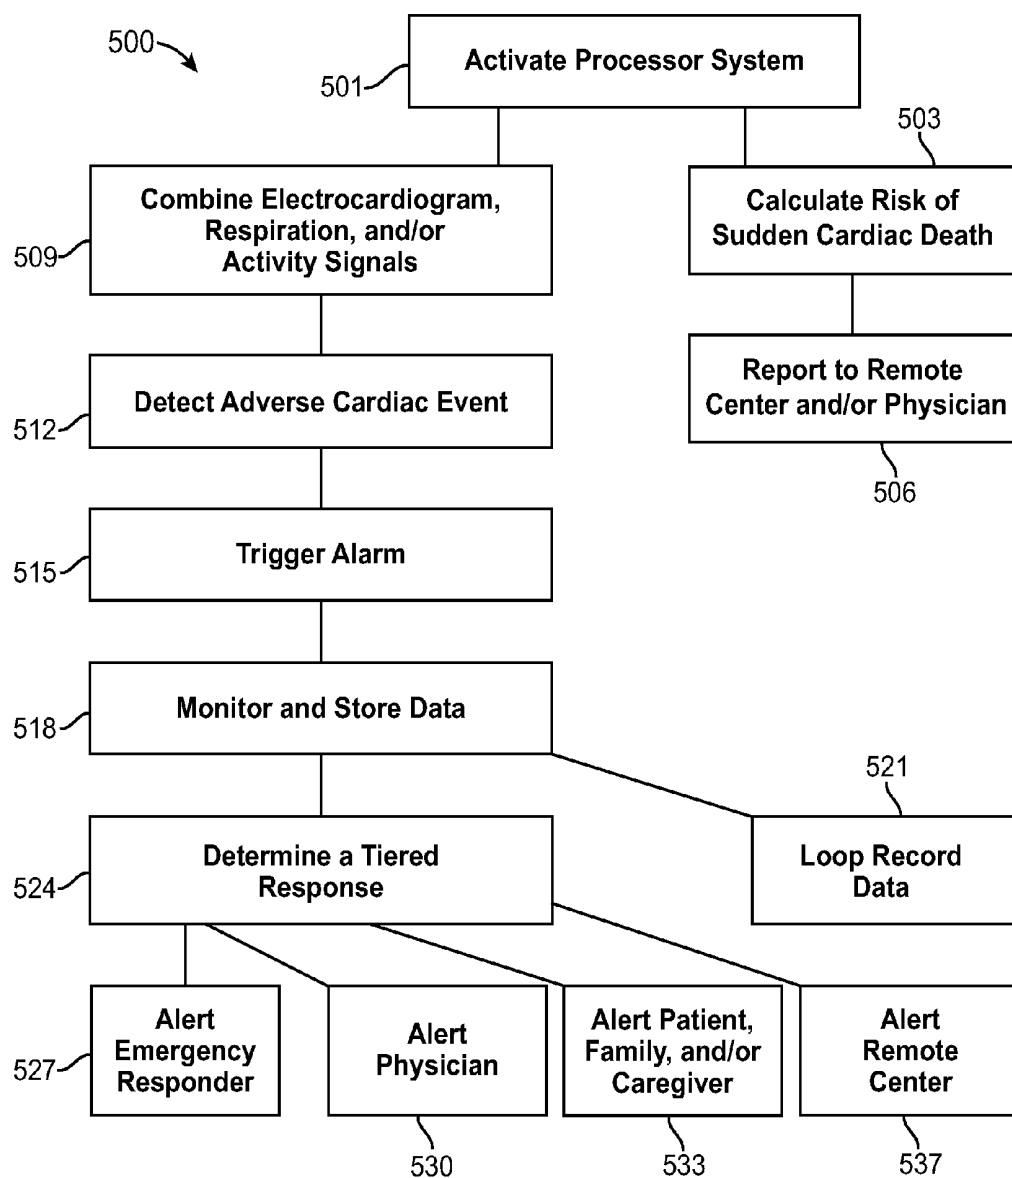 500
Activate Processor System
501
503
Combine Electrocardiogram,
Respiration, and/or
Activity Signals
509
Calculate Risk of
Sudden Cardiac Death
Detect Adverse Cardiac Event
512
Report to Remote
Center and/or Physician
506
Trigger Alarm
515
Monitor and Store Data
518
521
Determine a Tiered
Response
524
Loop Record
Data
Alert
Emergency
Responder
527
Alert
Physician
Alert Patient,
Family, and/or
Caregiver
Alert
Remote
Center
530
533
537